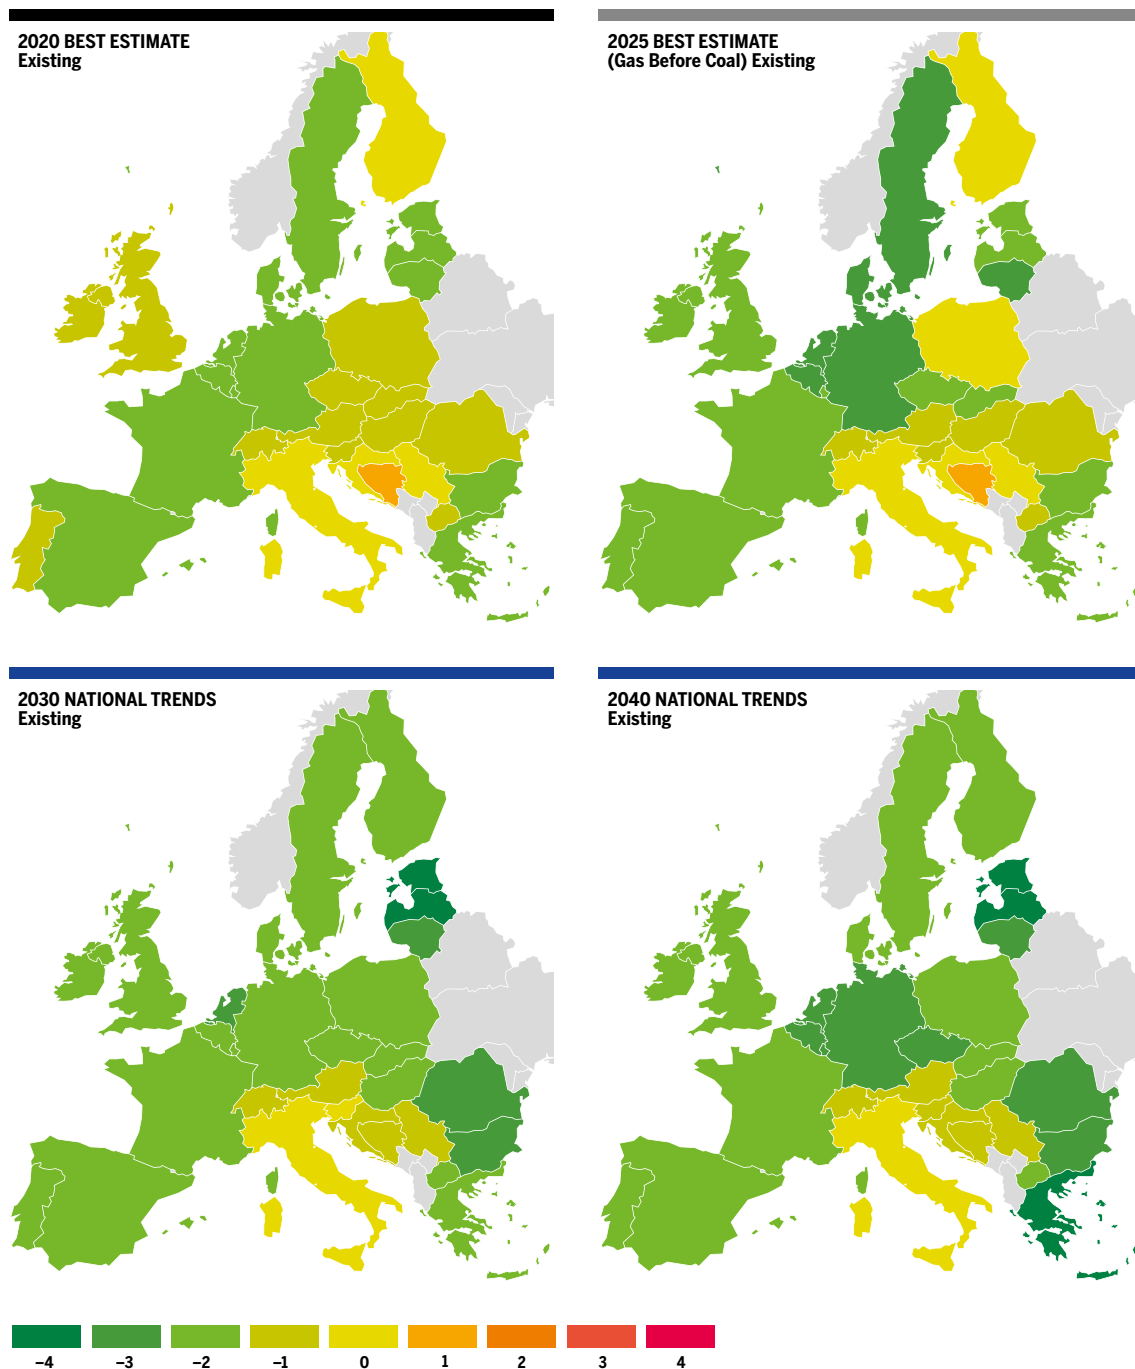 2020 BEST ESTIMATE
Existing
2025 BEST ESTIMATE
(Gas Before Coal) Existing
2030 NATIONAL TRENDS
Existing
2040 NATIONAL TRENDS
Existing
–4 –3 –2 –1 0 1 2 3 4